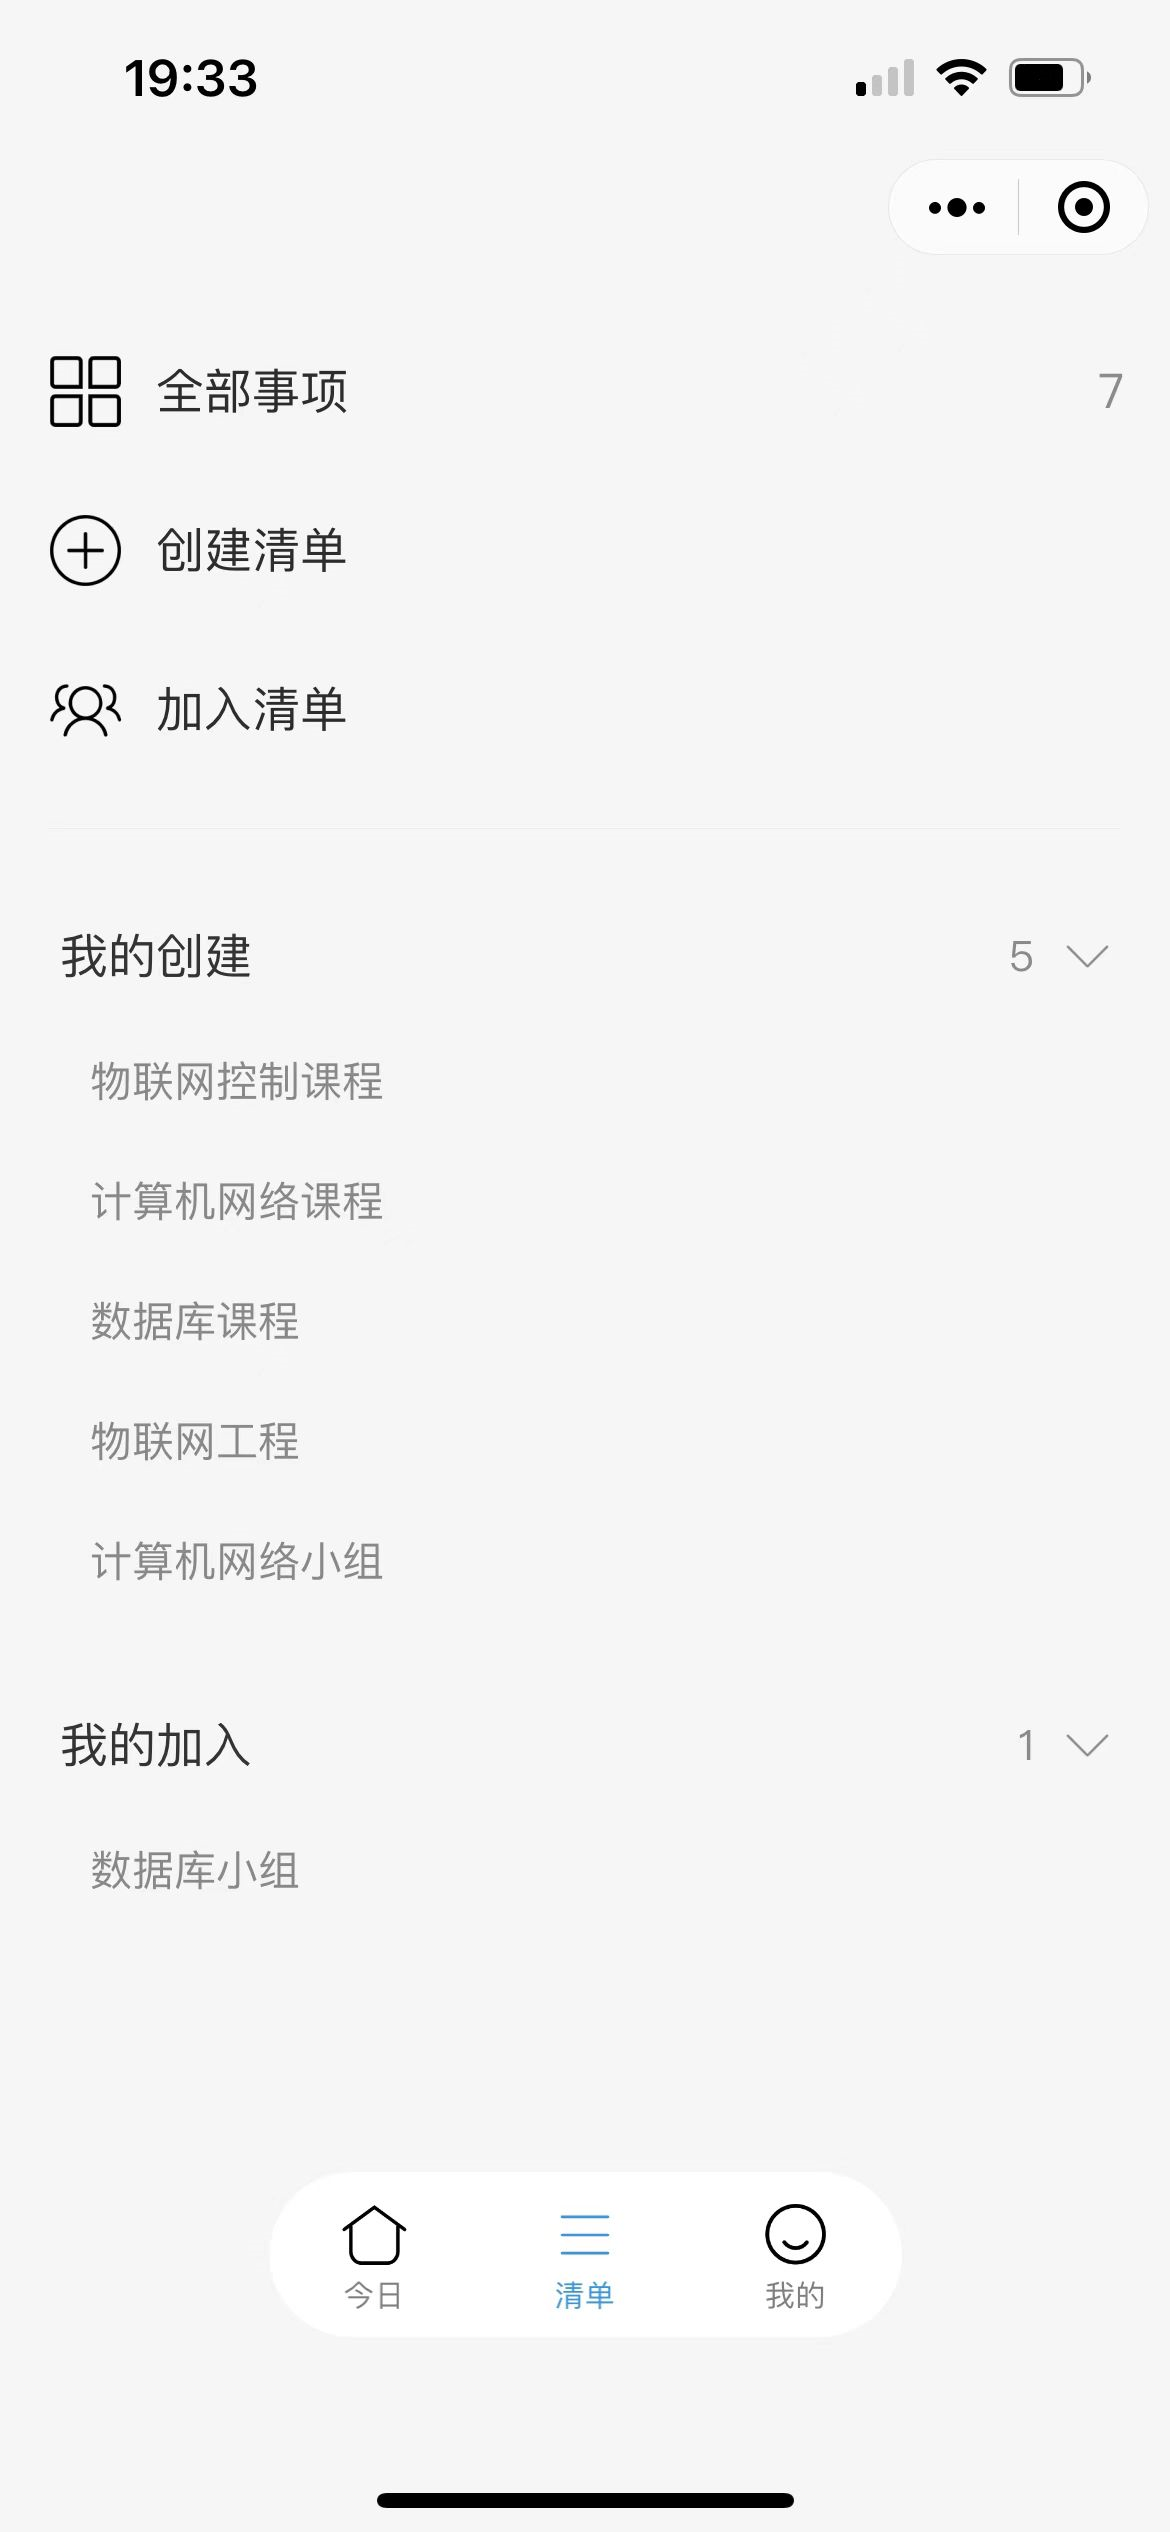 19:33
全部事项 7
创建清单
加入清单
我的创建 5
物联网控制课程
计算机网络课程
数据库课程
物联网工程
计算机网络小组
我的加入 1
数据库小组
今日 清单 我的